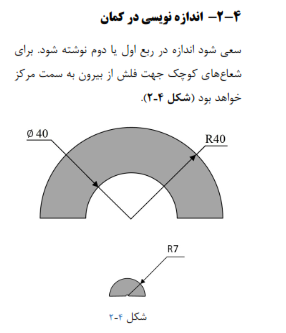 ۴-۲- اندازه نویسی در کمان
سعی شود اندازه در ربع اول یا دوم نوشته شود. برای
شعاع‌های کوچک جهت فلش از بیرون به سمت مرکز
خواهد بود (شکل ۴-۲).
Ø 40
R40
R7
شکل ۴-۲